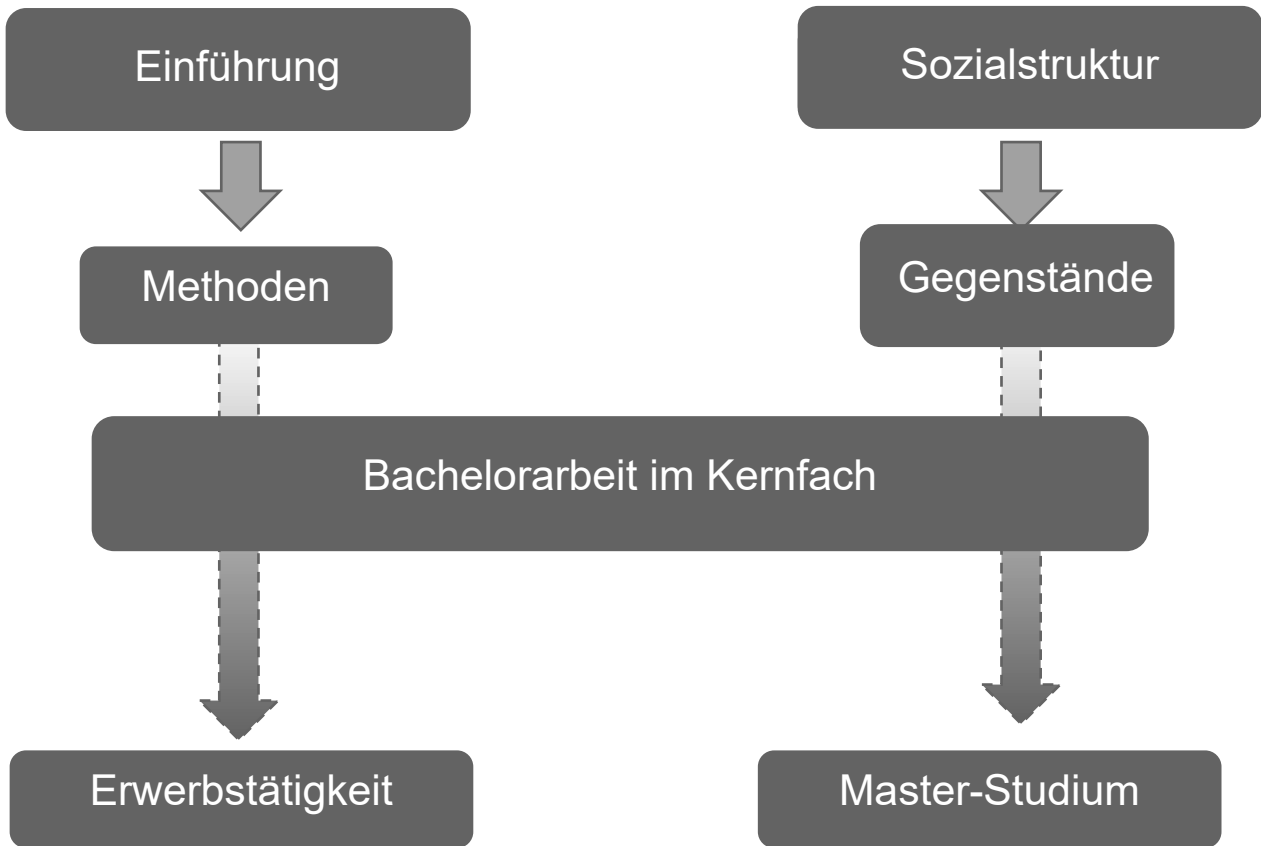 Einführung
Sozialstruktur
Methoden
Gegenstände
Bachelorarbeit im Kernfach
Erwerbstätigkeit
Master-Studium